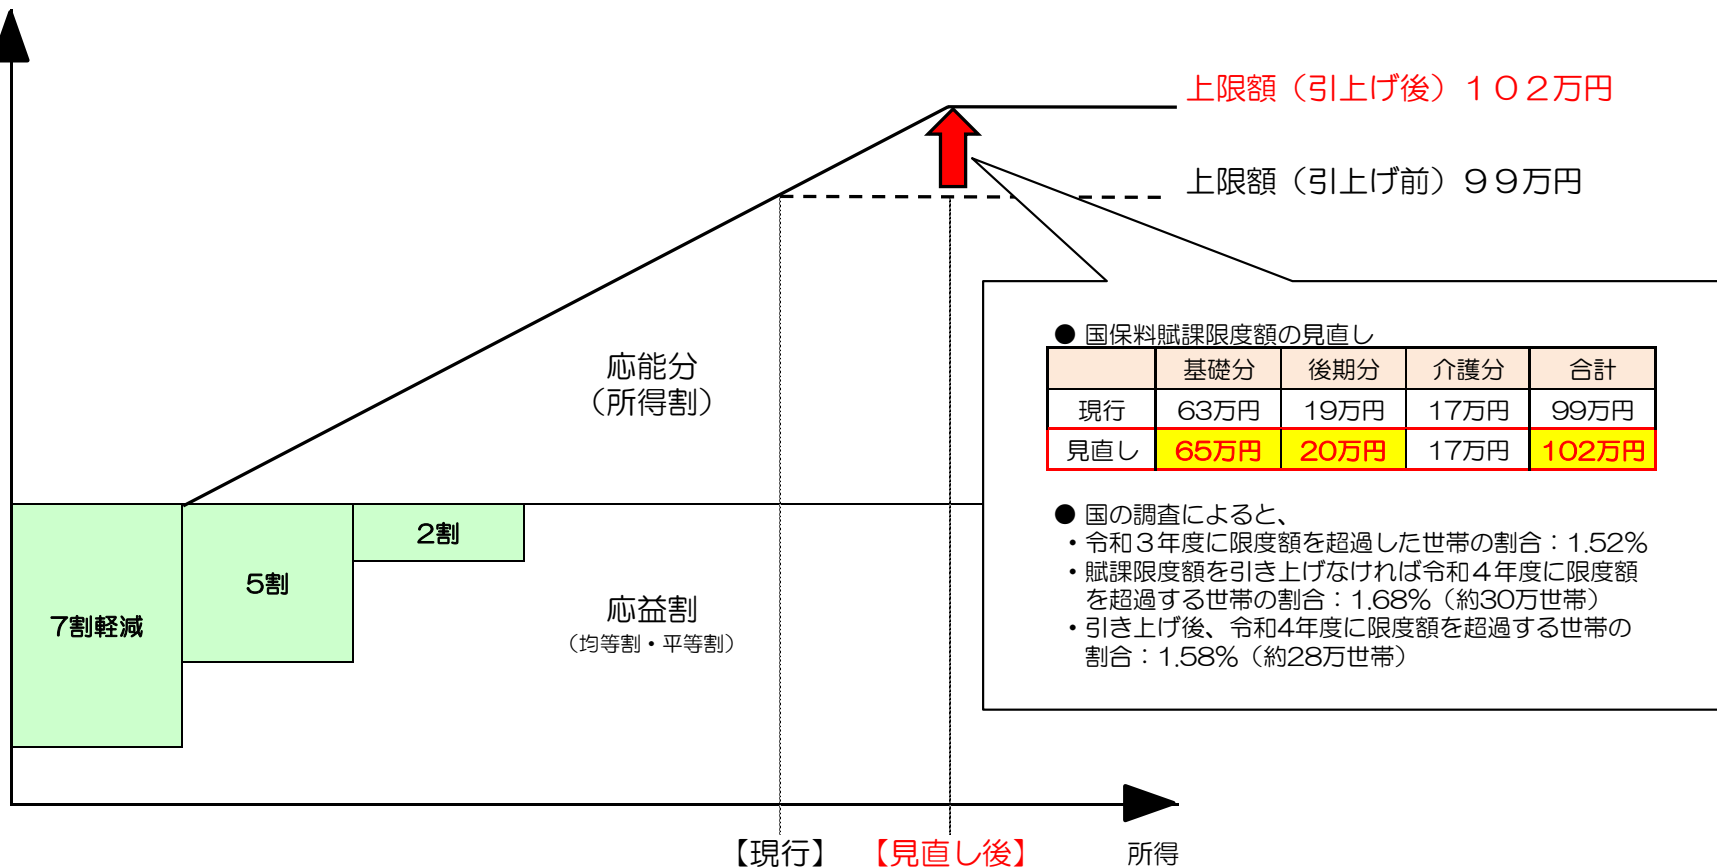 上限額（引上げ後）１０２万円
上限額（引上げ前）９９万円
応能分
（所得割）
● 国保料賦課限度額の見直し
基礎分 後期分 介護分 合計
現行 63万円 19万円 17万円 99万円
見直し 65万円 20万円 17万円 102万円
● 国の調査によると、
・令和３年度に限度額を超過した世帯の割合：1.52%
・賦課限度額を引き上げなければ令和４年度に限度額
を超過する世帯の割合：1.68%（約30万世帯）
・引き上げ後、令和4年度に限度額を超過する世帯の
割合：1.58%（約28万世帯）
7割軽減
5割
2割
応益割
（均等割・平等割）
【現行】
【見直し後】
所得